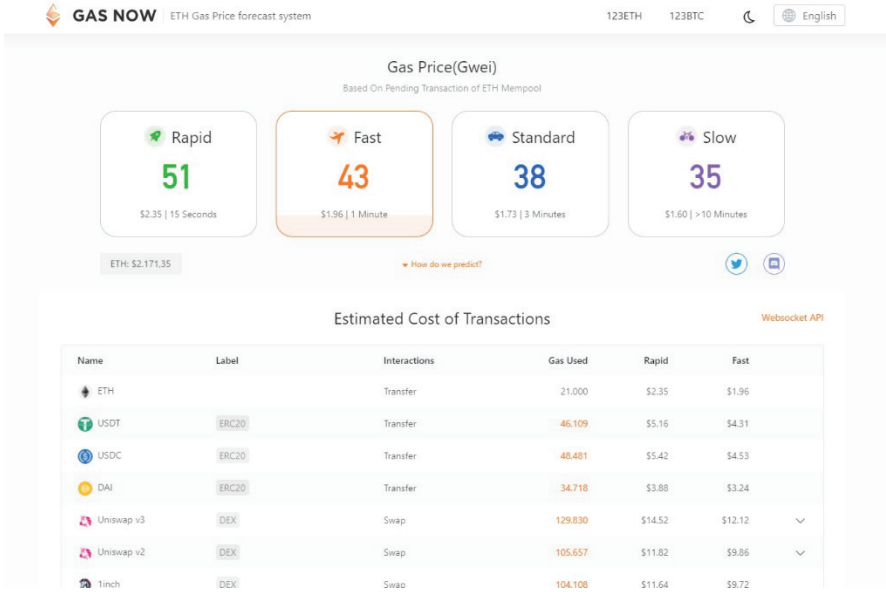 GAS NOW ETH Gas Price forecast system 123ETH 123BTC English
Gas Price(Gwei)
Based On Pending Transaction of ETH Mempool
Rapid Fast Standard Slow
51 43 38 35
$2.35 | 15 Seconds $1.96 | 1 Minute $1.73 | 3 Minutes $1.60 | >10 Minutes
ETH: $2.171,35 How do we predict?
Estimated Cost of Transactions Websocket API
Name Label Interactions Gas Used Rapid Fast
ETH Transfer 21.000 $2.35 $1.96
USDT ERC20 Transfer 46.109 $5.16 $4.31
USDC ERC20 Transfer 48.481 $5.42 $4.53
DAI ERC20 Transfer 34.718 $3.88 $3.24
Uniswap v3 DEX Swap 129.830 $14.52 $12.12
Uniswap v2 DEX Swap 105.657 $11.82 $9.86
1inch DEX Swap 104.108 $11.64 $9.72